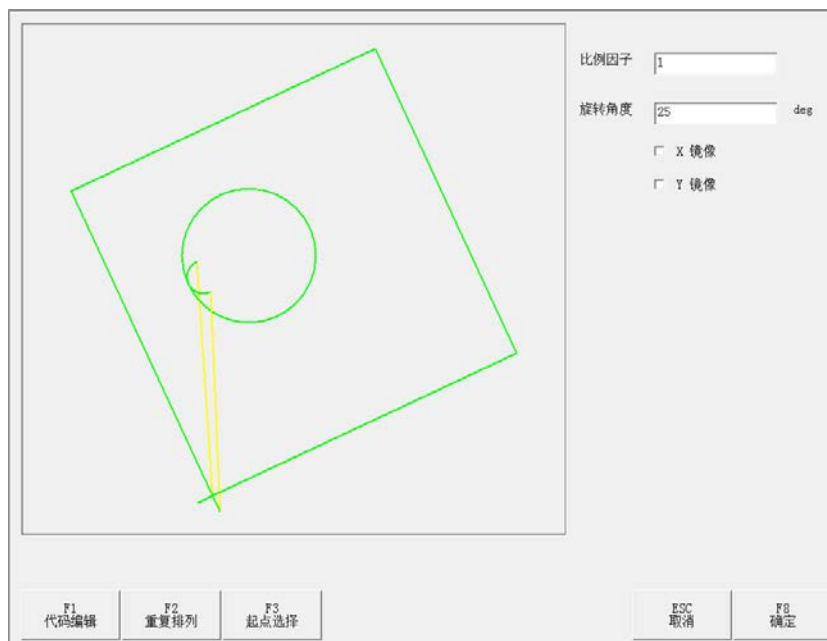 比例因子 1
旋转角度 25 deg
X 镜像
Y 镜像
F1 F2 F3 ESC F8
代码编辑 重复排列 起点选择 取消 确定